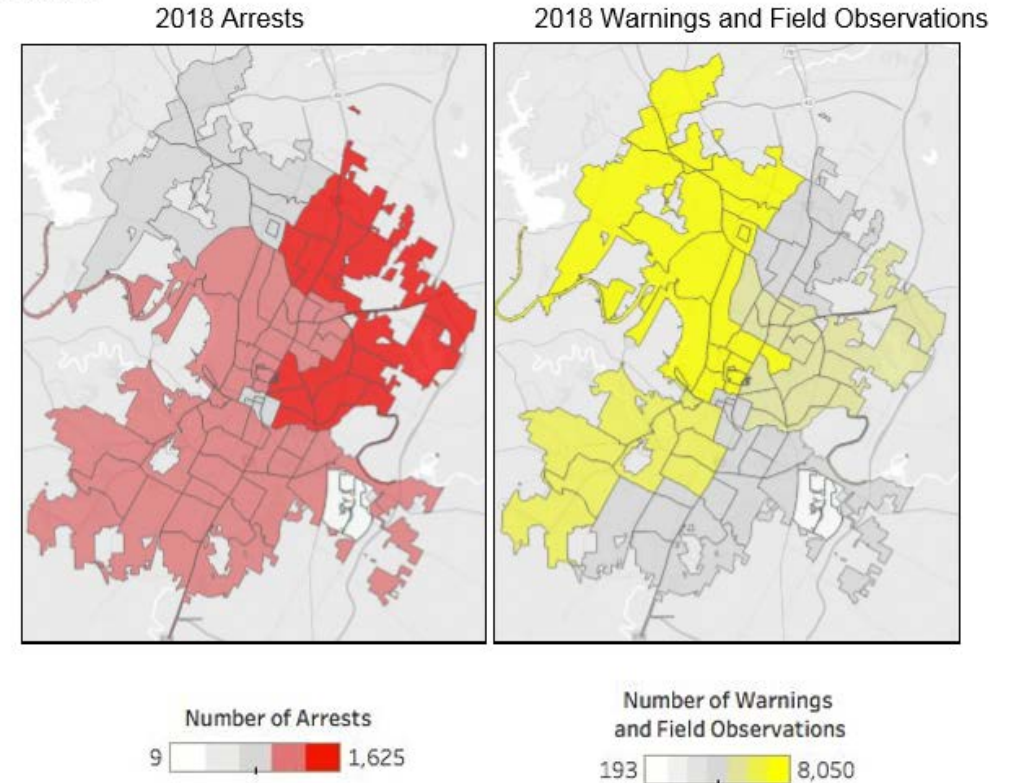 2018 Arrests
2018 Warnings and Field Observations
Number of Arrests
9
1,625
Number of Warnings
and Field Observations
193
8,050